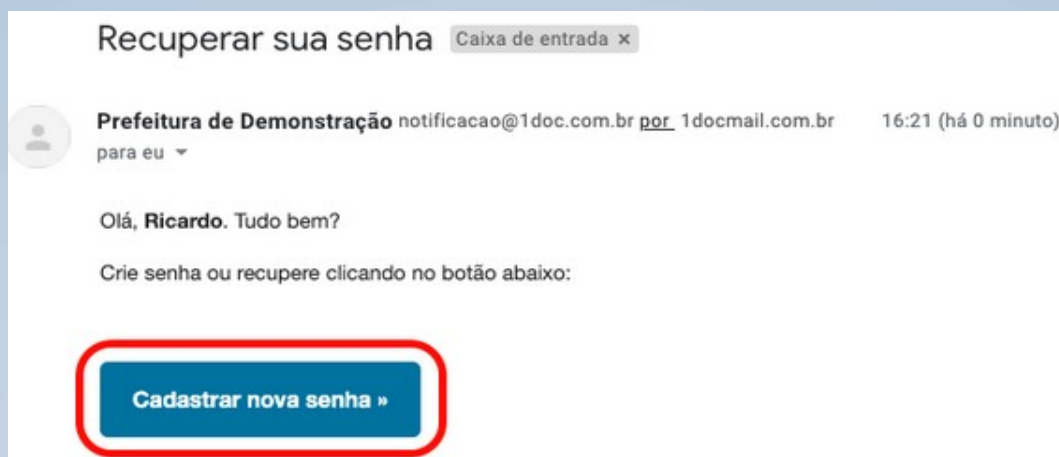 Recuperar sua senha Caixa de entrada x
Prefeitura de Demonstração notificacao@1doc.com.br por 1docmail.com.br 16:21 (há 0 minuto)
para eu
Olá, Ricardo. Tudo bem?
Crie senha ou recupere clicando no botão abaixo:
Cadastrar nova senha »